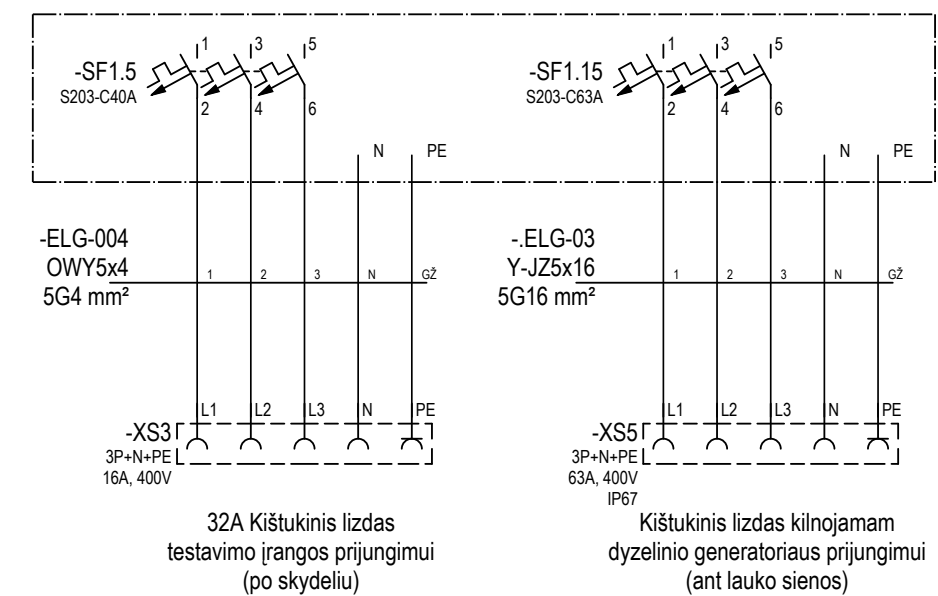 1 3 5
-SF1.5
S203-C40A
2 4 6
N PE
-ELG-004
OWY5x4
5G4 mm²
1 2 3 N GŽ
L1 L2 L3 N PE
-XS3
3P+N+PE
16A, 400V
32A Kištukinis lizdas
testavimo įrangos prijungimui
(po skydeliu)
1 3 5
-SF1.15
S203-C63A
2 4 6
N PE
-.ELG-03
Y-JZ5x16
5G16 mm²
1 2 3 N GŽ
L1 L2 L3 N PE
-XS5
3P+N+PE
63A, 400V
IP67
Kištukinis lizdas kilnojamam
dyzelinio generatoriaus prijungimui
(ant lauko sienos)